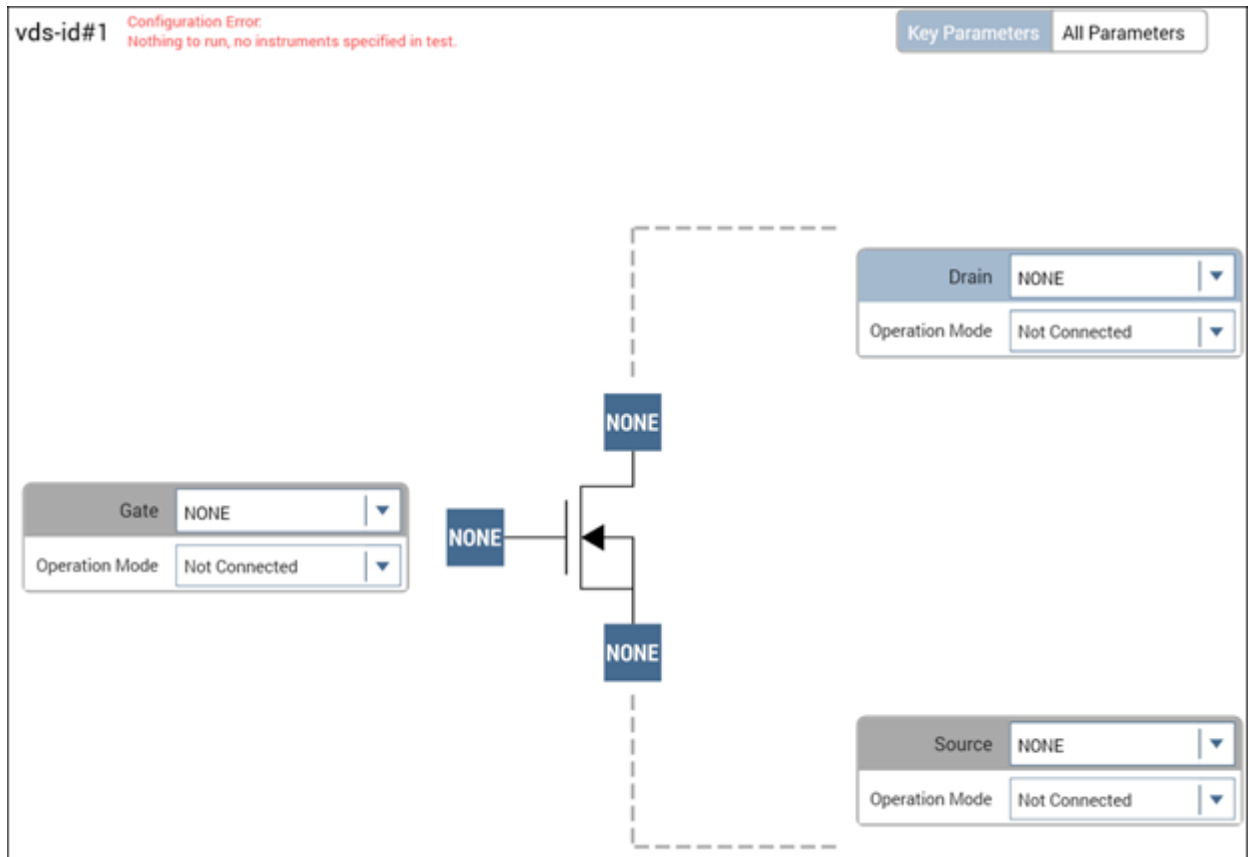 vds-id#1
Configuration Error:
Nothing to run, no instruments specified in test.
Key Parameters
All Parameters
Drain
NONE
Operation Mode
Not Connected
NONE
Gate
NONE
Operation Mode
Not Connected
NONE
NONE
Source
NONE
Operation Mode
Not Connected